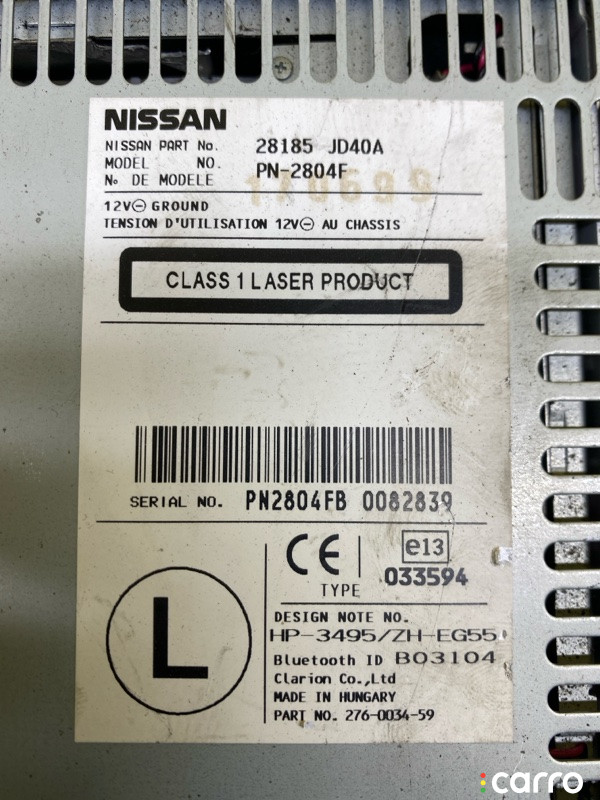 NISSAN
NISSAN PART No. 28185 JD40A
MODEL NO. PN-2804F
No DE MODELE
12V⊖ GROUND
TENSION D'UTILISATION 12V⊖ AU CHASSIS
CLASS 1 LASER PRODUCT
SERIAL NO. PN2804FB 0082839
CE e13
TYPE 033594
L
DESIGN NOTE NO.
HP-3495/ZH-EG55
Bluetooth ID B03104
Clarion Co.,Ltd
MADE IN HUNGARY
PART NO. 276-0034-59
carro